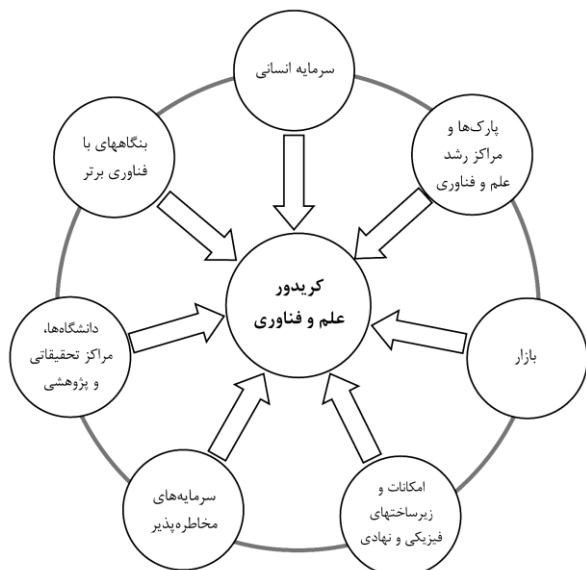 سرمایه انسانی
پارک‌ها و
مراکز رشد
علم و فناوری
بازار
امکانات و
زیرساختهای
فیزیکی و نهادی
سرمایه‌های
مخاطره‌پذیر
دانشگاه‌ها،
مراکز تحقیقاتی
و پژوهشی
بنگاههای با
فناوری برتر
کریدور
علم و فناوری